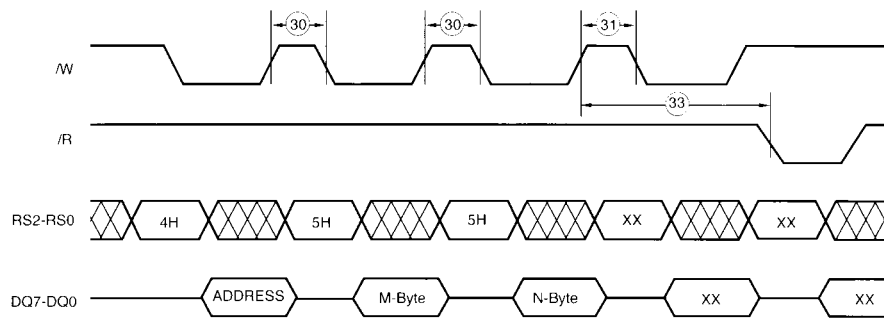 30 30 31
/W
33
/R
RS2-RS0 4H 5H 5H XX XX
DQ7-DQ0 ADDRESS M-Byte N-Byte XX XX